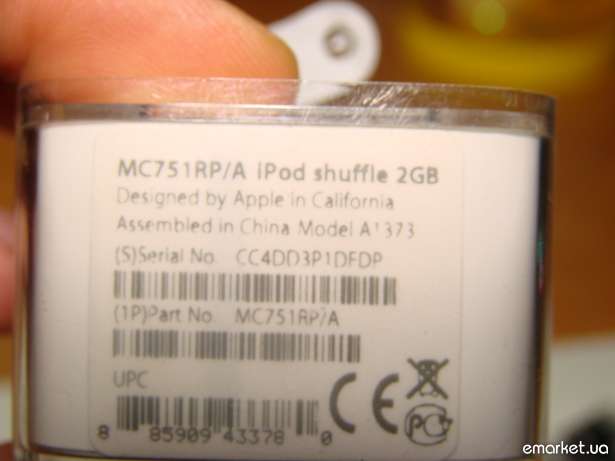 MC751RP/A iPod shuffle 2GB
Designed by Apple in California
Assembled in China Model A1373
(S)Serial No. CC4DD3P1DFDP
(1P)Part No. MC751RP/A
UPC
8 85909 43378 0
CE
PC
emarket.ua